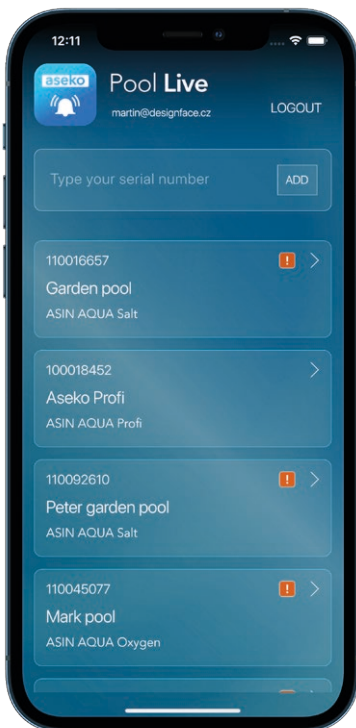 12:11
aseko
Pool Live
martin@designface.cz
LOGOUT
Type your serial number
ADD
110016657
!
Garden pool
ASIN AQUA Salt
100018452
Aseko Profi
ASIN AQUA Profi
110092610
!
Peter garden pool
ASIN AQUA Salt
110045077
!
Mark pool
ASIN AQUA Oxygen